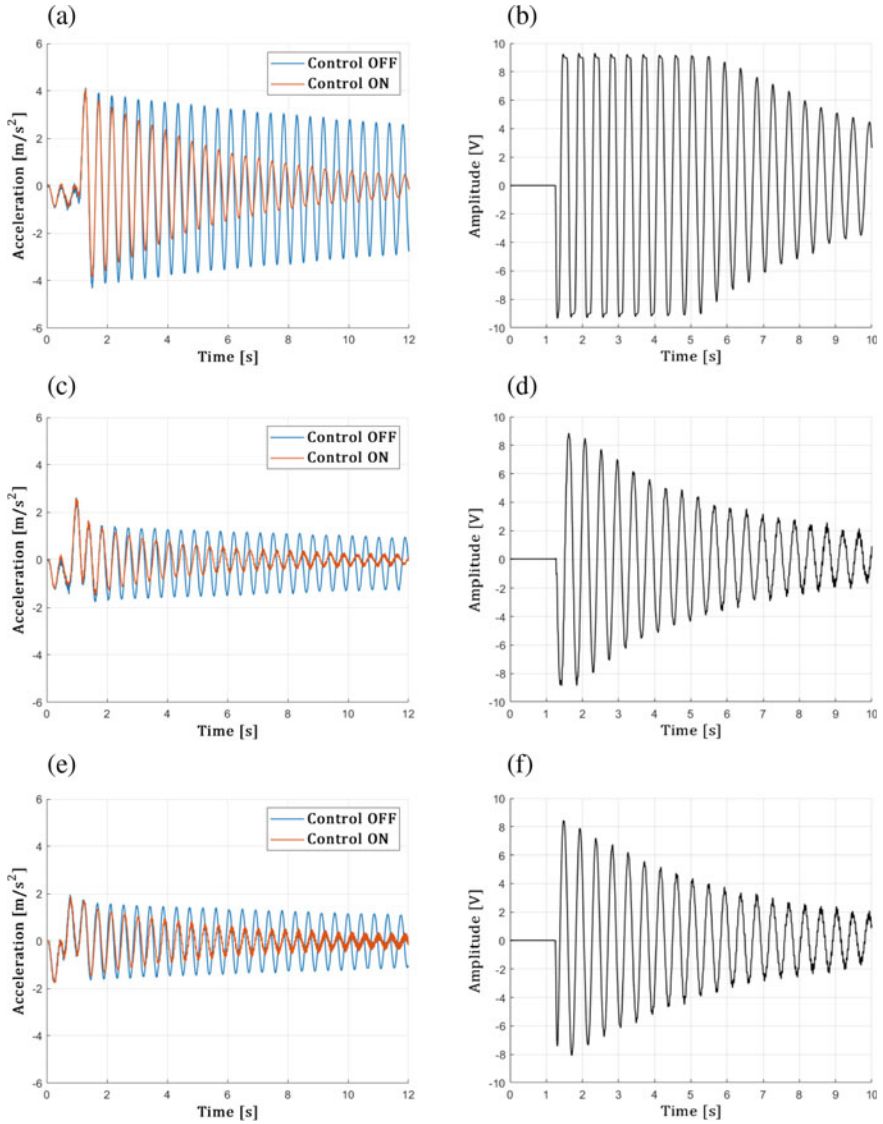 (a)
(b)
6
4
2
0
-2
-4
-6
Acceleration [m/s²]
Control OFF
Control ON
0 2 4 6 8 10 12
Time [s]
10
8
6
4
2
0
-2
-4
-6
-8
-10
Amplitude [V]
0 1 2 3 4 5 6 7 8 9 10
Time [s]
(c)
(d)
6
4
2
0
-2
-4
-6
Acceleration [m/s²]
Control OFF
Control ON
0 2 4 6 8 10 12
Time [s]
10
8
6
4
2
0
-2
-4
-6
-8
-10
Amplitude [V]
0 1 2 3 4 5 6 7 8 9 10
Time [s]
(e)
(f)
6
4
2
0
-2
-4
-6
Acceleration [m/s²]
Control OFF
Control ON
0 2 4 6 8 10 12
Time [s]
10
8
6
4
2
0
-2
-4
-6
-8
-10
Amplitude [V]
0 1 2 3 4 5 6 7 8 9 10
Time [s]